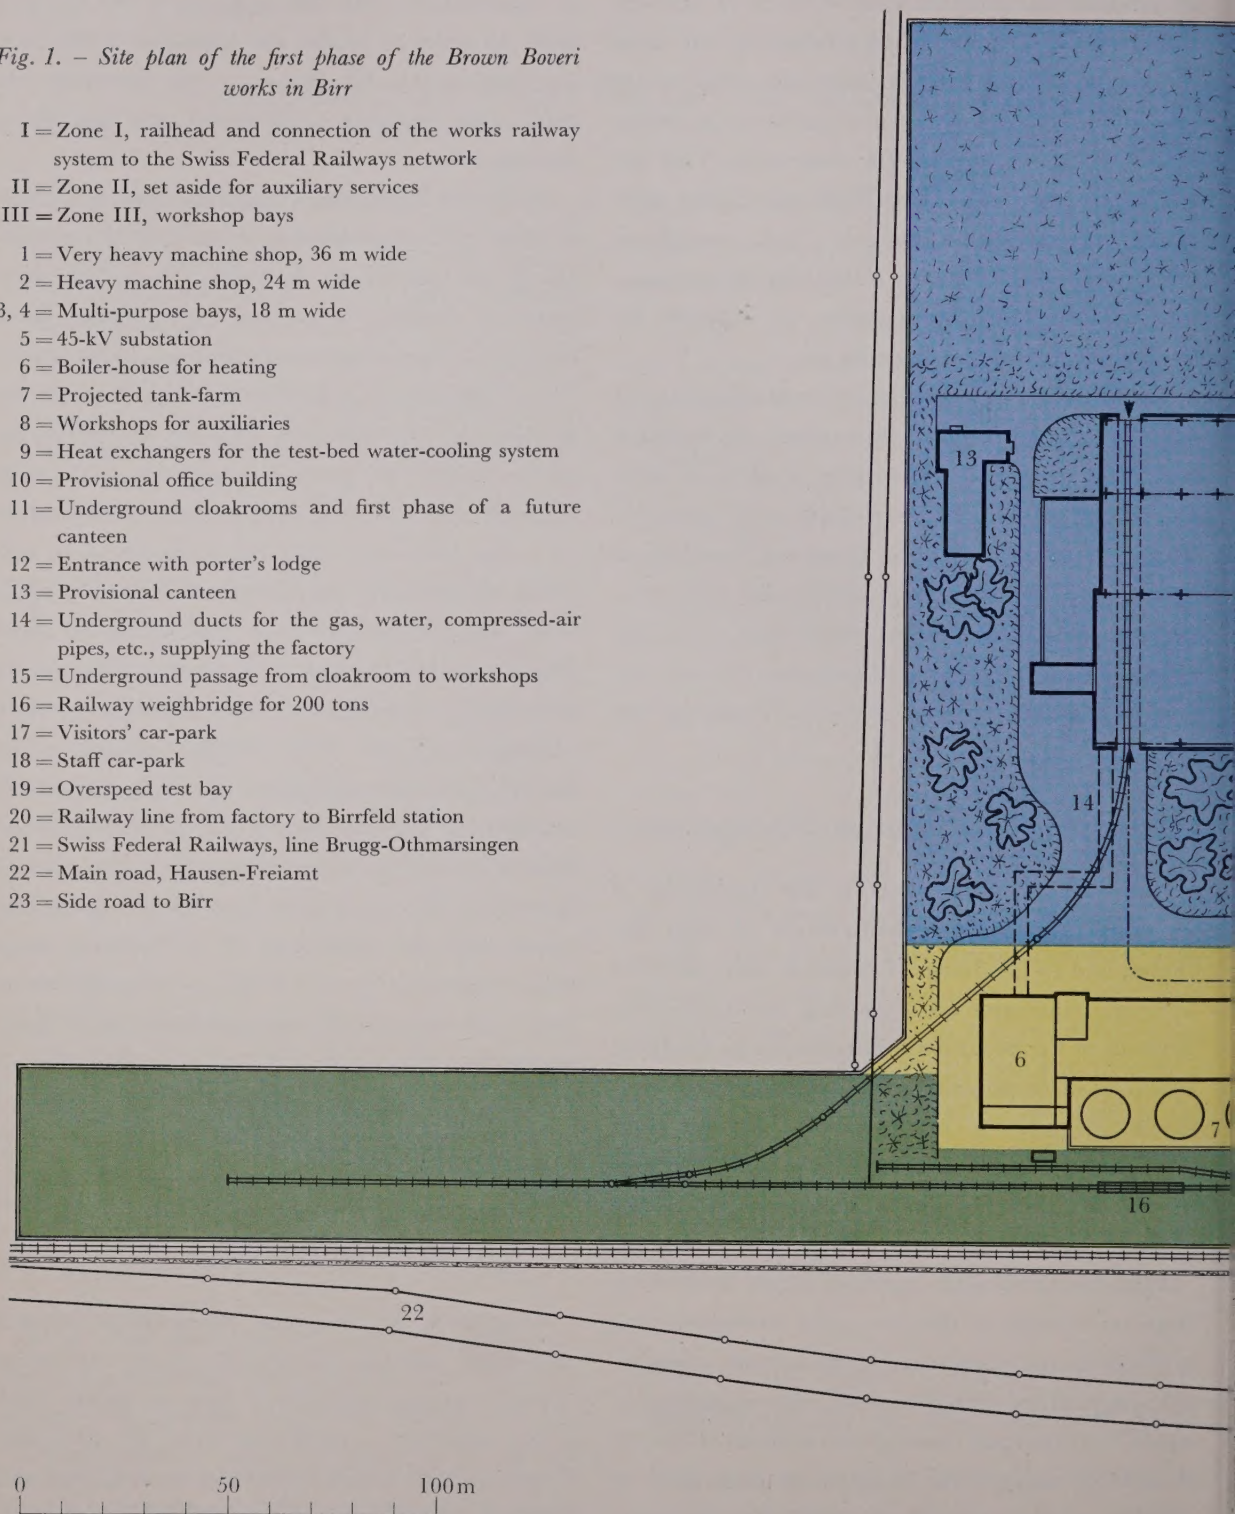 Fig. 1. – Site plan of the first phase of the Brown Boveri
works in Birr
I = Zone I, railhead and connection of the works railway
system to the Swiss Federal Railways network
II = Zone II, set aside for auxiliary services
III = Zone III, workshop bays
1 = Very heavy machine shop, 36 m wide
2 = Heavy machine shop, 24 m wide
3, 4 = Multi-purpose bays, 18 m wide
5 = 45-kV substation
6 = Boiler-house for heating
7 = Projected tank-farm
8 = Workshops for auxiliaries
9 = Heat exchangers for the test-bed water-cooling system
10 = Provisional office building
11 = Underground cloakrooms and first phase of a future
canteen
12 = Entrance with porter's lodge
13 = Provisional canteen
14 = Underground ducts for the gas, water, compressed-air
pipes, etc., supplying the factory
15 = Underground passage from cloakroom to workshops
16 = Railway weighbridge for 200 tons
17 = Visitors' car-park
18 = Staff car-park
19 = Overspeed test bay
20 = Railway line from factory to Birrfeld station
21 = Swiss Federal Railways, line Brugg-Othmarsingen
22 = Main road, Hausen-Freiamt
23 = Side road to Birr
13
14
6
7
16
22
0 50 100 m